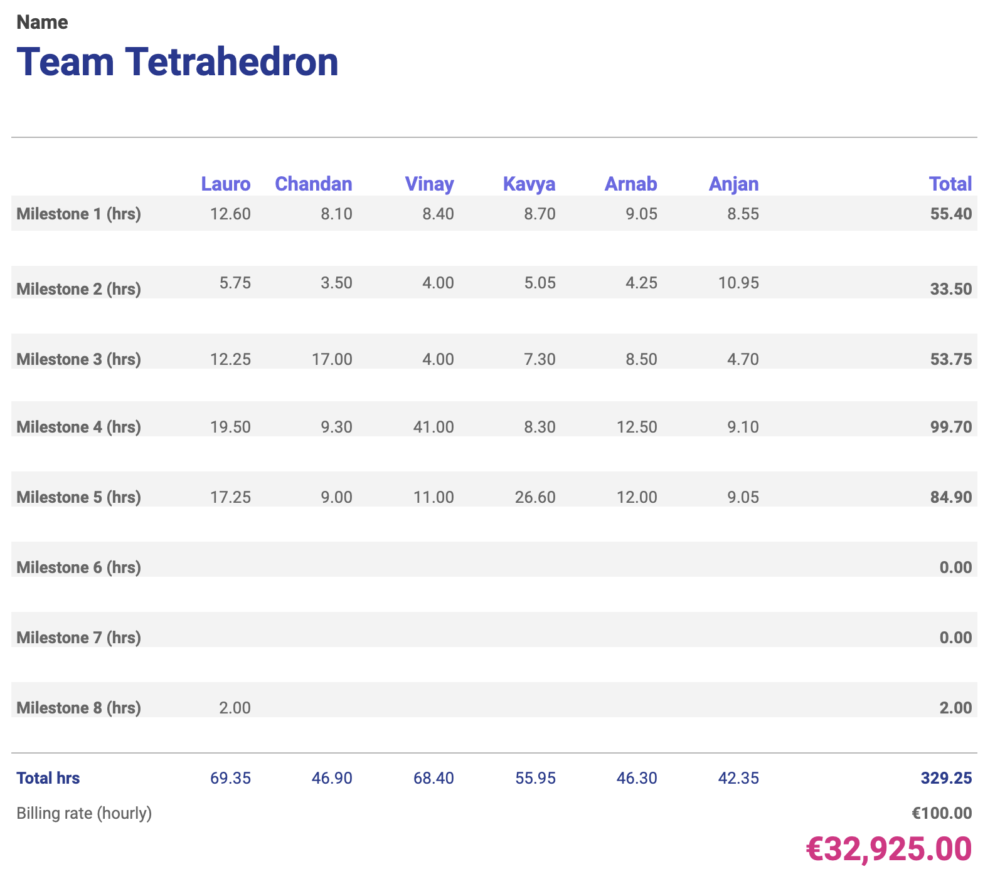 Name
Team Tetrahedron
Lauro Chandan Vinay Kavya Arnab Anjan Total
Milestone 1 (hrs) 12.60 8.10 8.40 8.70 9.05 8.55 55.40
Milestone 2 (hrs) 5.75 3.50 4.00 5.05 4.25 10.95 33.50
Milestone 3 (hrs) 12.25 17.00 4.00 7.30 8.50 4.70 53.75
Milestone 4 (hrs) 19.50 9.30 41.00 8.30 12.50 9.10 99.70
Milestone 5 (hrs) 17.25 9.00 11.00 26.60 12.00 9.05 84.90
Milestone 6 (hrs) 0.00
Milestone 7 (hrs) 0.00
Milestone 8 (hrs) 2.00 2.00
Total hrs 69.35 46.90 68.40 55.95 46.30 42.35 329.25
Billing rate (hourly) €100.00
€32,925.00